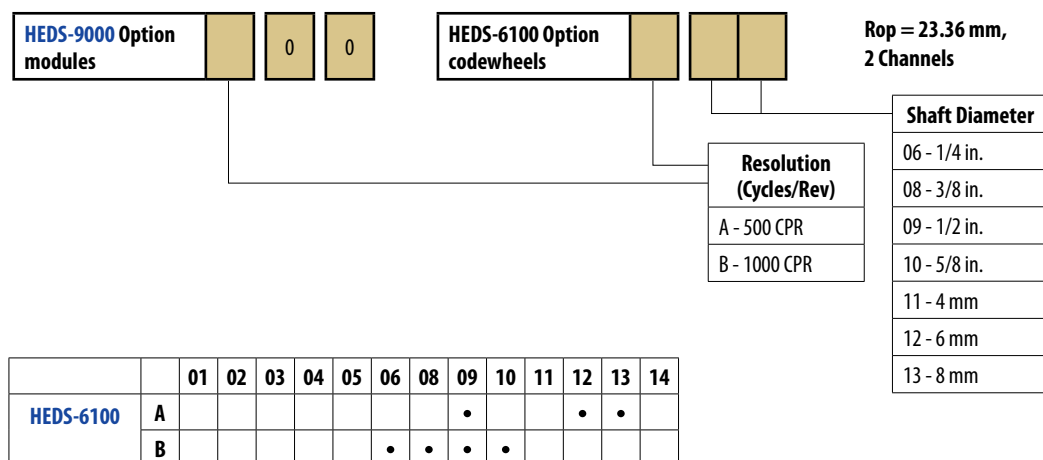 HEDS-9000 Option
modules
0
0
HEDS-6100 Option
codewheels
Rop = 23.36 mm,
2 Channels
Shaft Diameter
06 - 1/4 in.
08 - 3/8 in.
09 - 1/2 in.
10 - 5/8 in.
11 - 4 mm
12 - 6 mm
13 - 8 mm
Resolution
(Cycles/Rev)
A - 500 CPR
B - 1000 CPR
01 02 03 04 05 06 08 09 10 11 12 13 14
HEDS-6100 A • • •
B • • • •